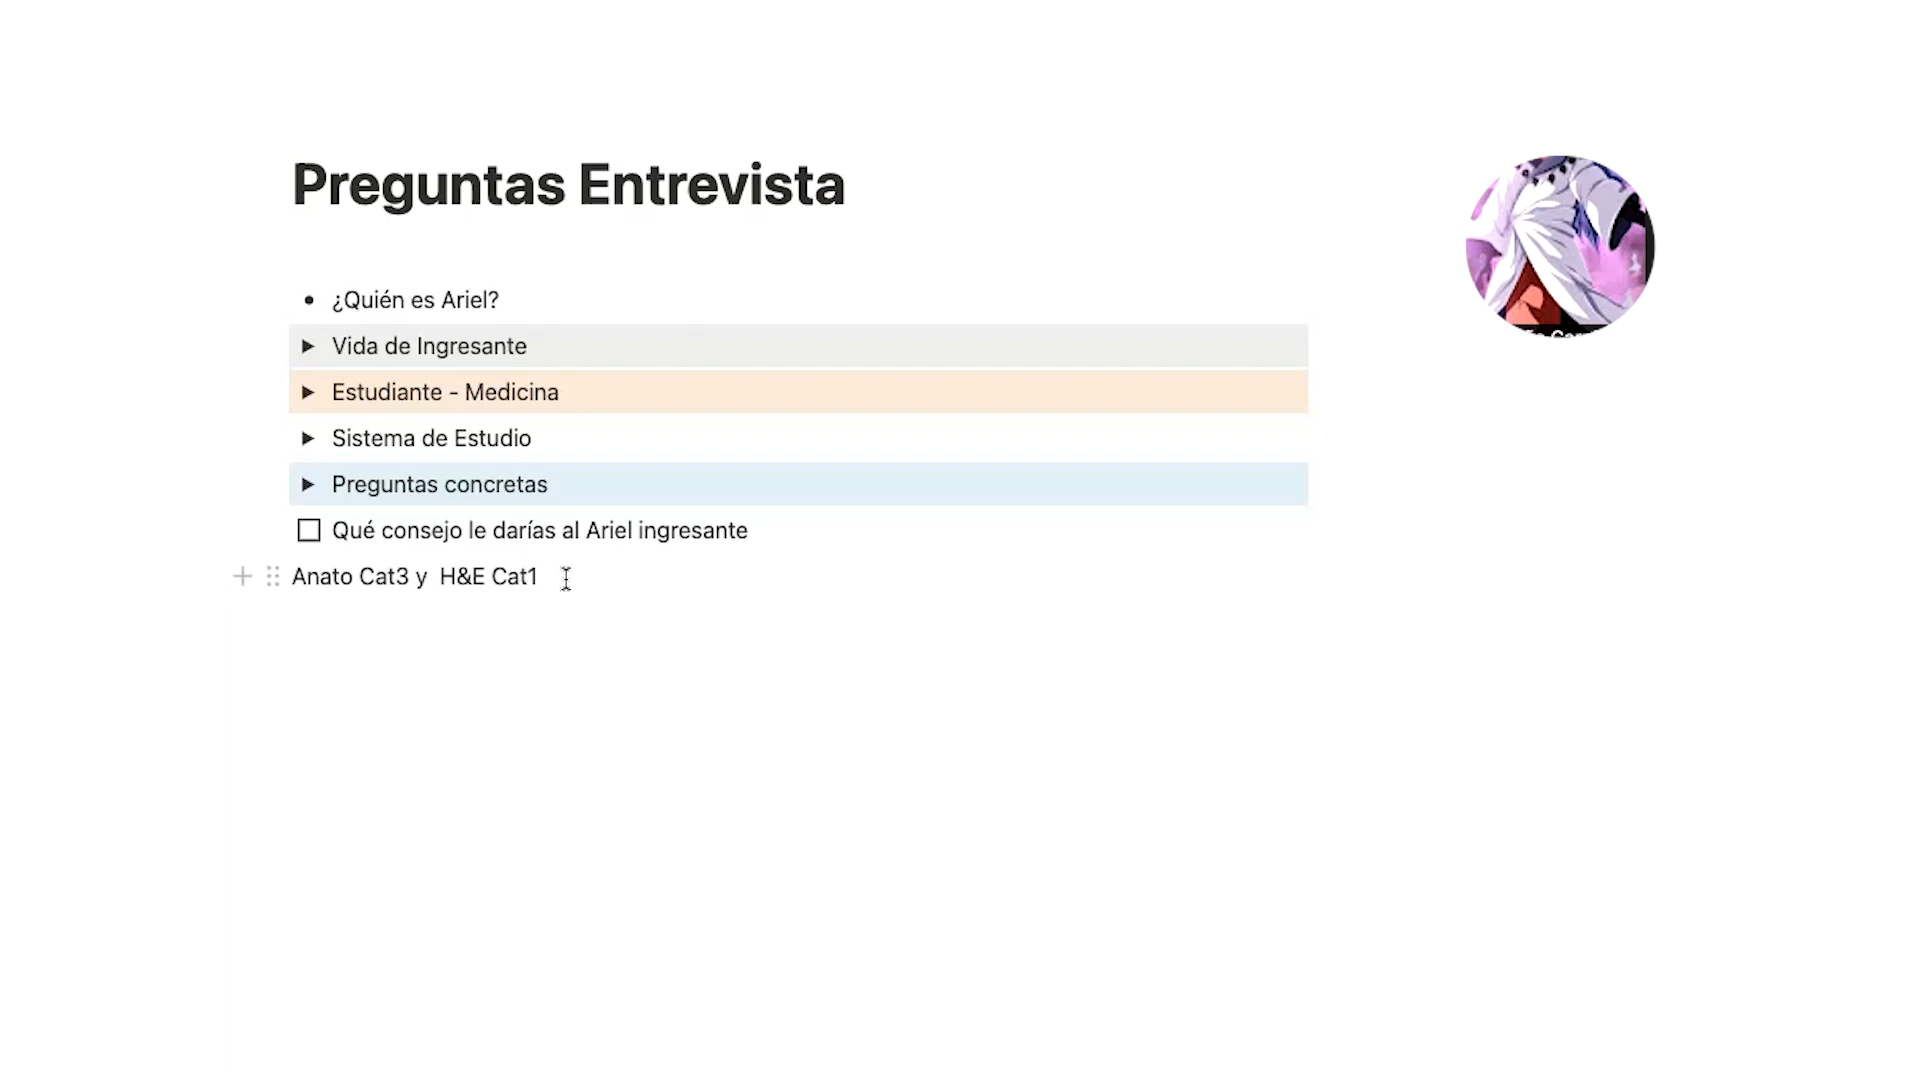 Preguntas Entrevista
¿Quién es Ariel?
Vida de Ingresante
Estudiante - Medicina
Sistema de Estudio
Preguntas concretas
Qué consejo le darías al Ariel ingresante
Anato Cat3 y  H&E Cat1